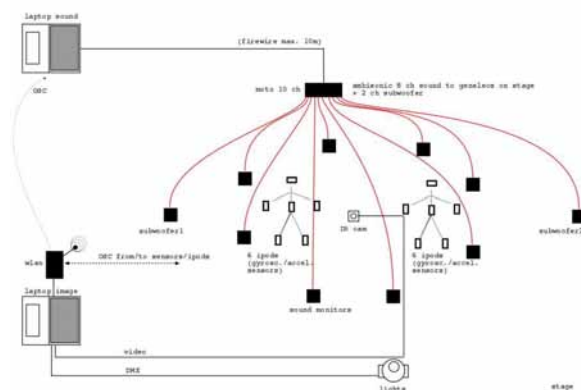 laptop sound
(firewire max. 10m)
OSC
moto 10 ch
ambisonic 8 ch sound to genelecs on stage
+ 2 ch subwoofer
subwoofer1
IR cam
subwoofer2
wlan
OSC from/to sensors/ipods
6 ipods
(gyrosc./accel.
sensors)
6 ipods
(gyrosc./accel.
sensors)
laptop image
sound monitors
video
DMX
lights
stage